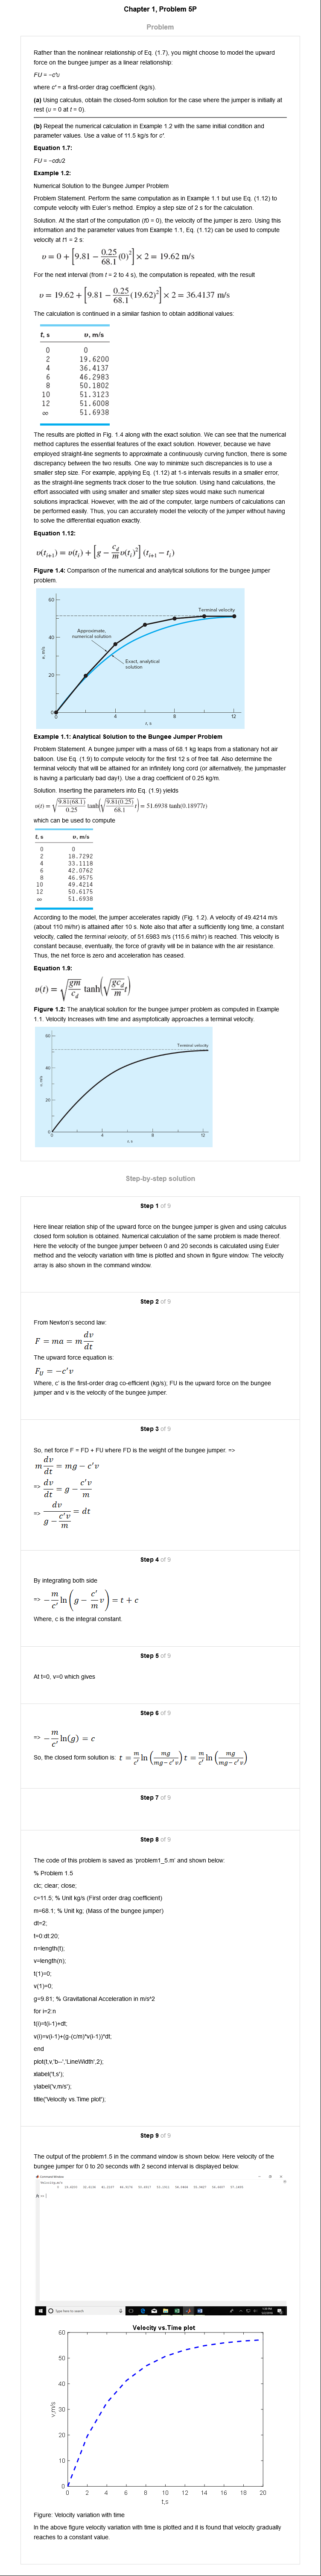 Chapter 1, Problem 5P
Problem
Rather than the nonlinear relationship of Eq. (1.7), you might choose to model the upward
force on the bungee jumper as a linear relationship:
FU = −c'υ
where c' = a first-order drag coefficient (kg/s).
(a) Using calculus, obtain the closed-form solution for the case where the jumper is initially at
rest (υ = 0 at t = 0).
(b) Repeat the numerical calculation in Example 1.2 with the same initial condition and
parameter values. Use a value of 11.5 kg/s for c'.
Equation 1.7:
FU = −cdυ2
Example 1.2:
Numerical Solution to the Bungee Jumper Problem
Problem Statement. Perform the same computation as in Example 1.1 but use Eq. (1.12) to
compute velocity with Euler's method. Employ a step size of 2 s for the calculation.
Solution. At the start of the computation (t0 = 0), the velocity of the jumper is zero. Using this
information and the parameter values from Example 1.1, Eq. (1.12) can be used to compute
velocity at t1 = 2 s:
υ = 0 + [9.81 − 0.25/68.1 (0)²] × 2 = 19.62 m/s
For the next interval (from t = 2 to 4 s), the computation is repeated, with the result
υ = 19.62 + [9.81 − 0.25/68.1 (19.62)²] × 2 = 36.4137 m/s
The calculation is continued in a similar fashion to obtain additional values:
t, s υ, m/s
0 0
2 19.6200
4 36.4137
6 46.2983
8 50.1802
10 51.3123
12 51.6008
∞ 51.6938
The results are plotted in Fig. 1.4 along with the exact solution. We can see that the numerical
method captures the essential features of the exact solution. However, because we have
employed straight-line segments to approximate a continuously curving function, there is some
discrepancy between the two results. One way to minimize such discrepancies is to use a
smaller step size. For example, applying Eq. (1.12) at 1-s intervals results in a smaller error,
as the straight-line segments track closer to the true solution. Using hand calculations, the
effort associated with using smaller and smaller step sizes would make such numerical
solutions impractical. However, with the aid of the computer, large numbers of calculations can
be performed easily. Thus, you can accurately model the velocity of the jumper without having
to solve the differential equation exactly.
Equation 1.12:
υ(tᵢ₊₁) = υ(tᵢ) + [g − c_d/m υ(tᵢ)²] (tᵢ₊₁ − tᵢ)
Figure 1.4: Comparison of the numerical and analytical solutions for the bungee jumper
problem.
60
Terminal velocity
Approximate,
numerical solution
40
υ, m/s
Exact, analytical
solution
20
0
0 4 8 12
t, s
Example 1.1: Analytical Solution to the Bungee Jumper Problem
Problem Statement. A bungee jumper with a mass of 68.1 kg leaps from a stationary hot air
balloon. Use Eq. (1.9) to compute velocity for the first 12 s of free fall. Also determine the
terminal velocity that will be attained for an infinitely long cord (or alternatively, the jumpmaster
is having a particularly bad day!). Use a drag coefficient of 0.25 kg/m.
Solution. Inserting the parameters into Eq. (1.9) yields
υ(t) = √(9.81(68.1)/0.25) tanh(√(9.81(0.25)/68.1) t) = 51.6938 tanh(0.18977t)
which can be used to compute
t, s υ, m/s
0 0
2 18.7292
4 33.1118
6 42.0762
8 46.9575
10 49.4214
12 50.6175
∞ 51.6938
According to the model, the jumper accelerates rapidly (Fig. 1.2). A velocity of 49.4214 m/s
(about 110 mi/hr) is attained after 10 s. Note also that after a sufficiently long time, a constant
velocity, called the terminal velocity, of 51.6983 m/s (115.6 mi/hr) is reached. This velocity is
constant because, eventually, the force of gravity will be in balance with the air resistance.
Thus, the net force is zero and acceleration has ceased.
Equation 1.9:
υ(t) = √(gm/c_d) tanh(√(gc_d/m) t)
Figure 1.2: The analytical solution for the bungee jumper problem as computed in Example
1.1. Velocity increases with time and asymptotically approaches a terminal velocity.
60
Terminal velocity
40
υ, m/s
20
0
0 4 8 12
t, s
Step-by-step solution
Step 1 of 9
Here linear relation ship of the upward force on the bungee jumper is given and using calculus
closed form solution is obtained. Numerical calculation of the same problem is made thereof.
Here the velocity of the bungee jumper between 0 and 20 seconds is calculated using Euler
method and the velocity variation with time is plotted and shown in figure window. The velocity
array is also shown in the command window.
Step 2 of 9
From Newton's second law:
F = ma = m dv/dt
The upward force equation is:
F_U = −c'v
Where, c' is the first-order drag co-efficient (kg/s); FU is the upward force on the bungee
jumper and v is the velocity of the bungee jumper.
Step 3 of 9
So, net force F = FD + FU where FD is the weight of the bungee jumper. =>
m dv/dt = mg − c'v
=> dv/dt = g − c'v/m
=> dv/(g − c'v/m) = dt
Step 4 of 9
By integrating both side
=> − m/c' ln(g − c'/m v) = t + c
Where, c is the integral constant.
Step 5 of 9
At t=0, v=0 which gives
Step 6 of 9
=> − m/c' ln(g) = c
So, the closed form solution is: t = m/c' ln(mg/(mg−c'v)) t = m/c' ln(mg/(mg−c'v))
Step 7 of 9
Step 8 of 9
The code of this problem is saved as 'problem1_5.m' and shown below:
% Problem 1.5
clc; clear; close;
c=11.5; % Unit kg/s (First order drag coefficient)
m=68.1; % Unit kg; (Mass of the bungee jumper)
dt=2;
t=0:dt:20;
n=length(t);
v=length(n);
t(1)=0;
v(1)=0;
g=9.81; % Gravitational Acceleration in m/s^2
for i=2:n
t(i)=t(i-1)+dt;
v(i)=v(i-1)+(g-(c/m)*v(i-1))*dt;
end
plot(t,v,'b--','LineWidth',2);
xlabel('t,s');
ylabel('v,m/s');
title('Velocity vs.Time plot');
Step 9 of 9
The output of the problem1.5 in the command window is shown below. Here velocity of the
bungee jumper for 0 to 20 seconds with 2 second interval is displayed below.
Command Window
Type here to search
Velocity vs.Time plot
60
50
40
30
20
10
0
v,m/s
0 2 4 6 8 10 12 14 16 18 20
t,s
Figure: Velocity variation with time
In the above figure velocity variation with time is plotted and it is found that velocity gradually
reaches to a constant value.